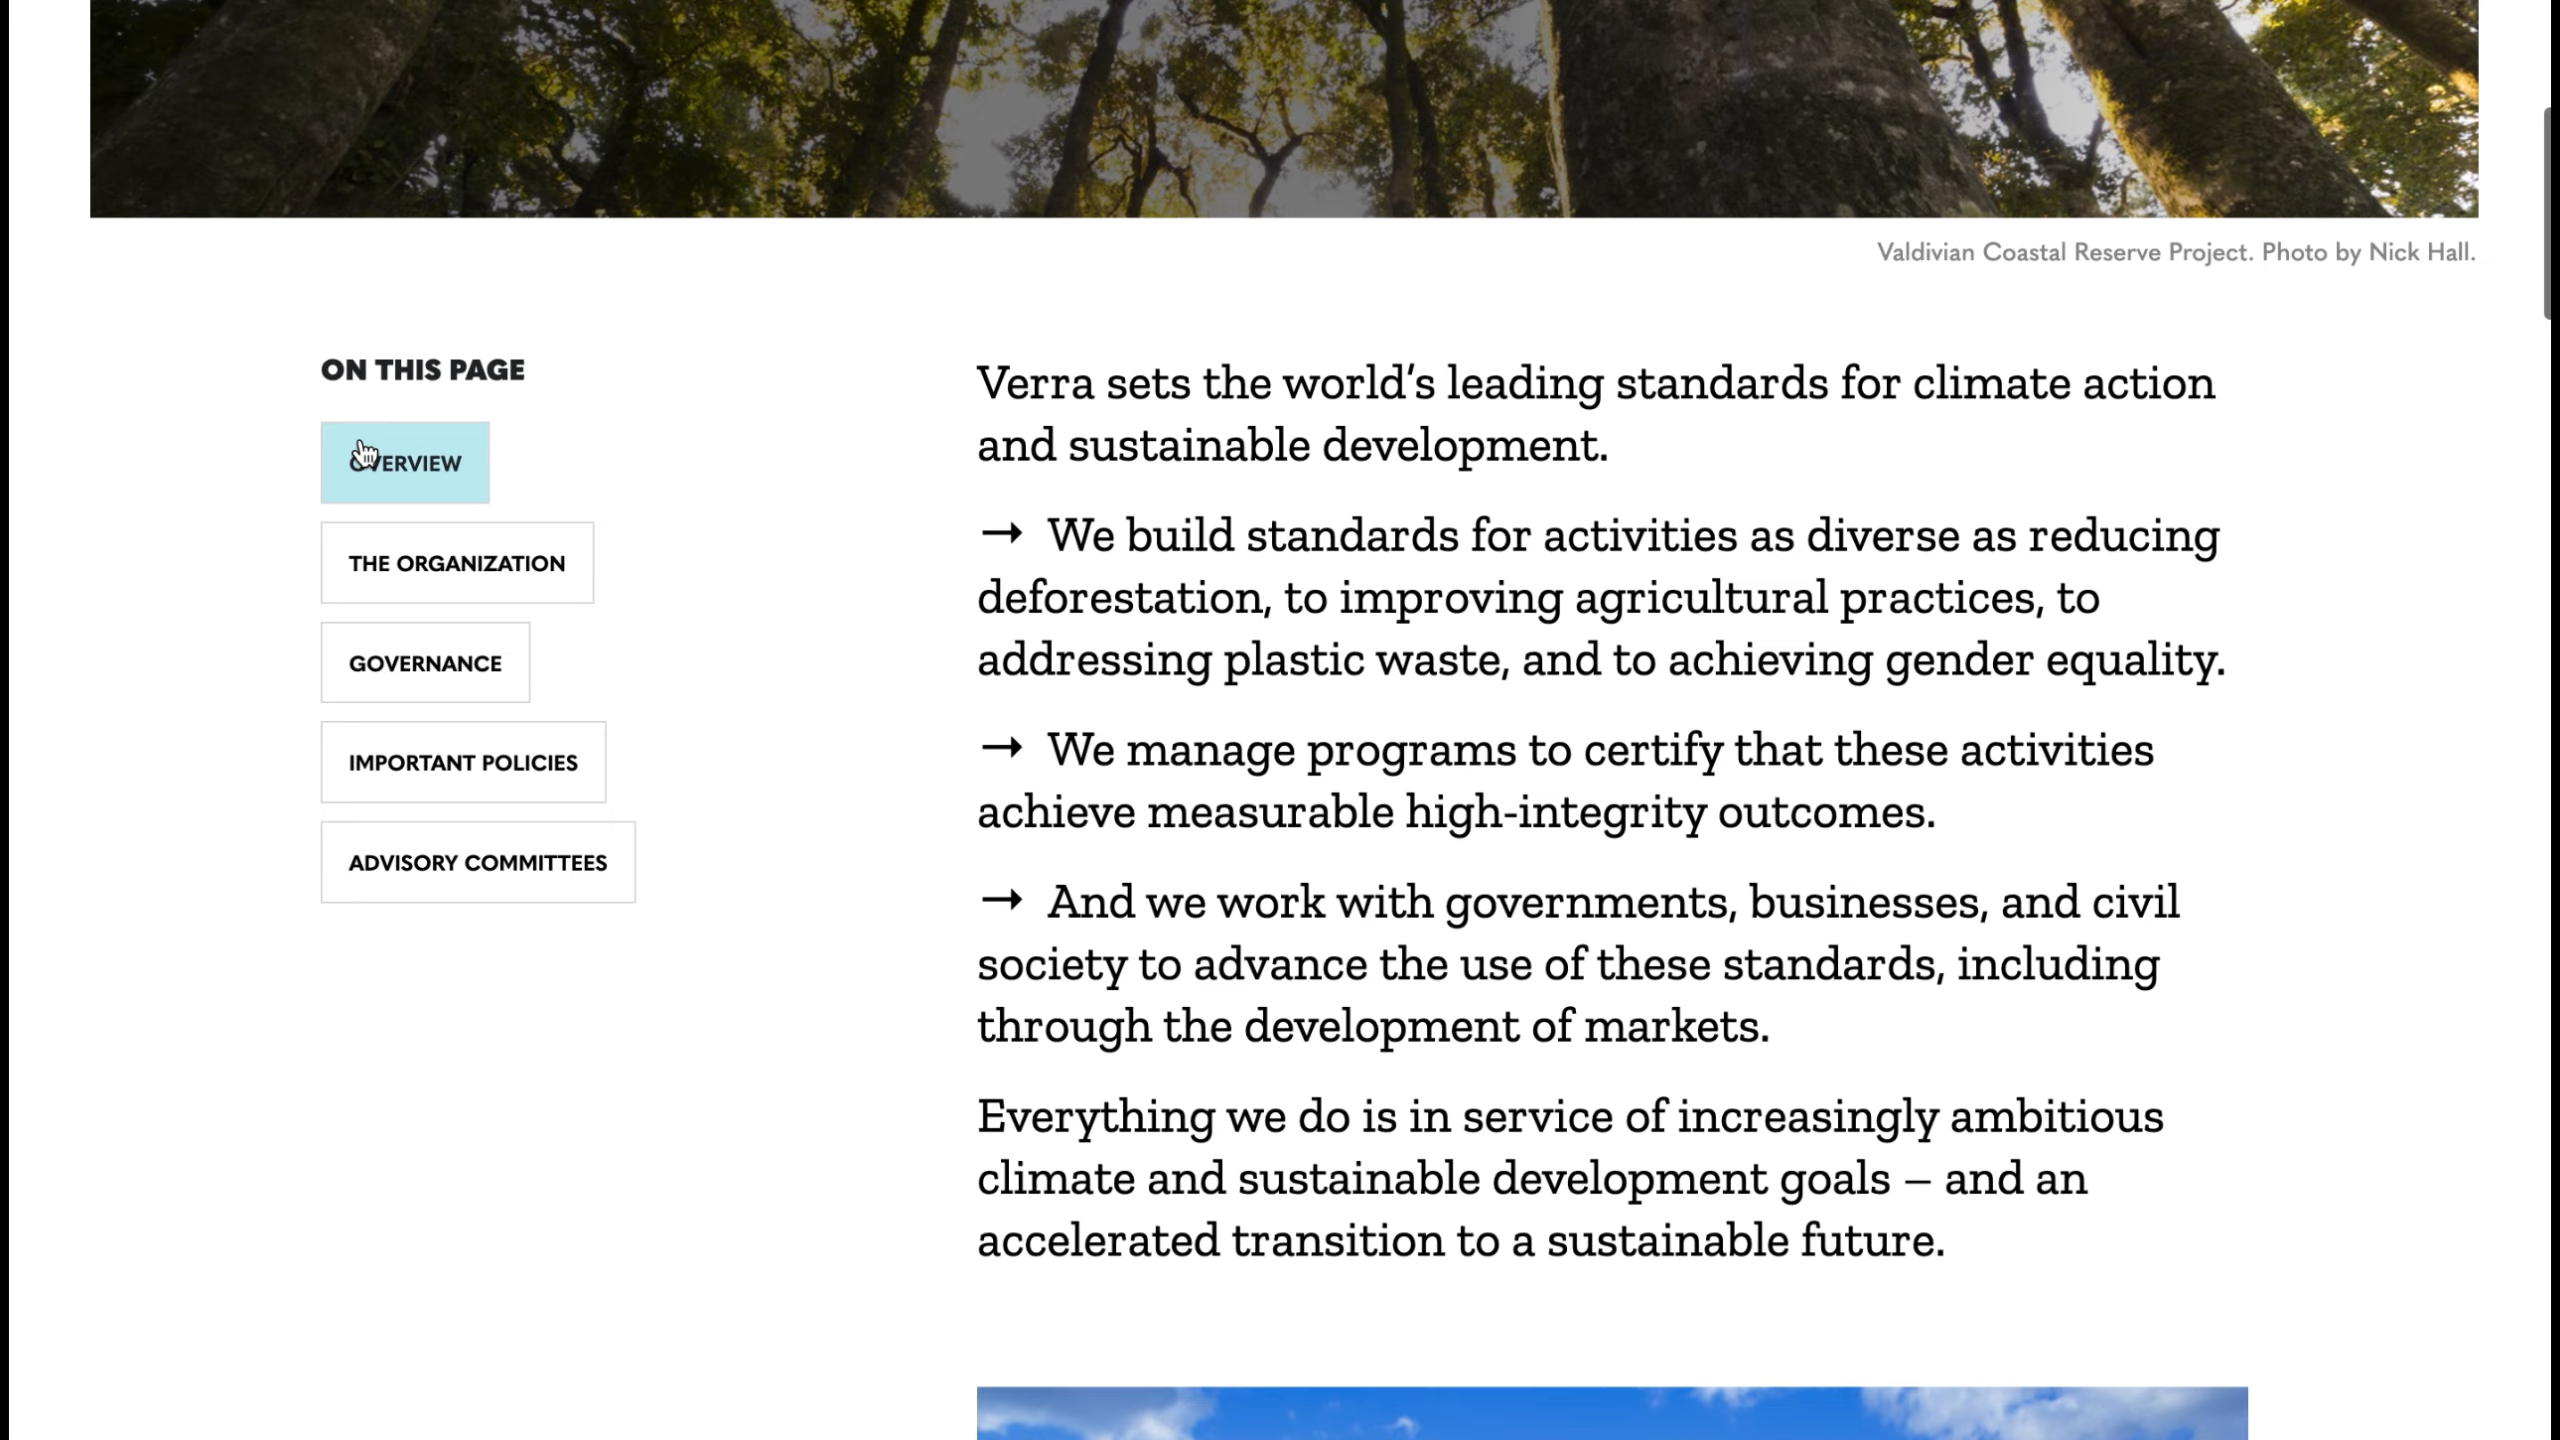 Valdivian Coastal Reserve Project. Photo by Nick Hall.
ON THIS PAGE
OVERVIEW
THE ORGANIZATION
GOVERNANCE
IMPORTANT POLICIES
ADVISORY COMMITTEES
Verra sets the world’s leading standards for climate action
and sustainable development.
→ We build standards for activities as diverse as reducing
deforestation, to improving agricultural practices, to
addressing plastic waste, and to achieving gender equality.
→ We manage programs to certify that these activities
achieve measurable high-integrity outcomes.
→ And we work with governments, businesses, and civil
society to advance the use of these standards, including
through the development of markets.
Everything we do is in service of increasingly ambitious
climate and sustainable development goals – and an
accelerated transition to a sustainable future.